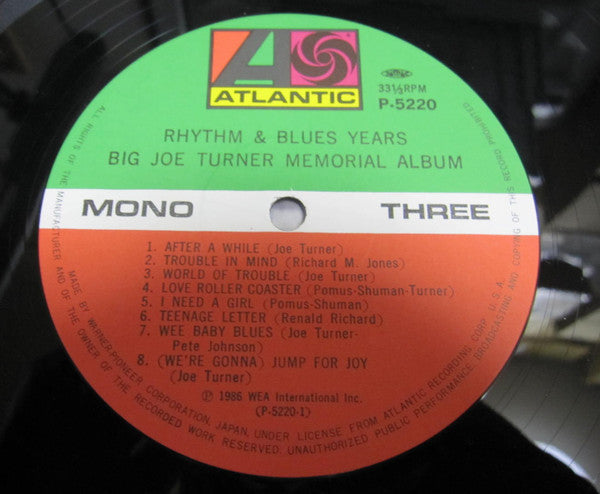 ATLANTIC
33⅓RPM
P-5220
RHYTHM & BLUES YEARS
BIG JOE TURNER MEMORIAL ALBUM
MONO
THREE
1. AFTER A WHILE (Joe Turner)
2. TROUBLE IN MIND (Richard M. Jones)
3. WORLD OF TROUBLE (Joe Turner)
4. LOVE ROLLER COASTER (Pomus-Shuman-Turner)
5. I NEED A GIRL (Pomus-Shuman)
6. TEENAGE LETTER (Renald Richard)
7. WEE BABY BLUES (Joe Turner-
Pete Johnson)
8. (WE'RE GONNA) JUMP FOR JOY
(Joe Turner)
Ⓟ 1986 WEA International Inc.
(P-5220-1)
MADE BY WARNER-PIONEER CORPORATION, JAPAN, UNDER LICENSE FROM ATLANTIC RECORDING CORP., U.S.A.
ALL RIGHTS OF THE MANUFACTURER AND OF THE OWNER OF THE RECORDED WORK RESERVED. UNAUTHORIZED PUBLIC PERFORMANCE, BROADCASTING AND COPYING OF THIS RECORD PROHIBITED